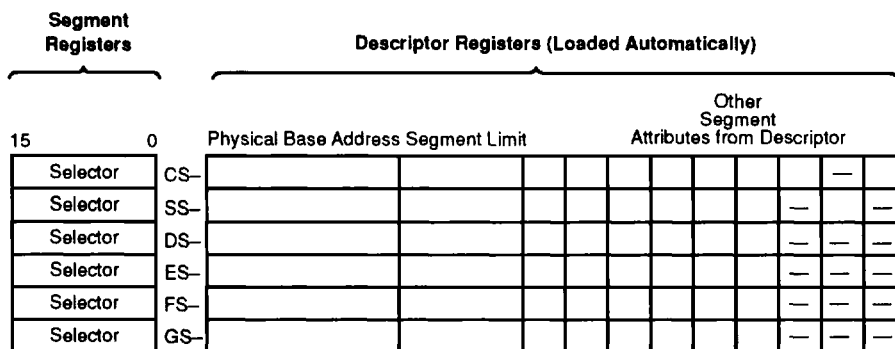 Segment
Registers
Descriptor Registers (Loaded Automatically)
Other
Segment
15 0 Physical Base Address Segment Limit Attributes from Descriptor
Selector CS– —
Selector SS– — —
Selector DS– — — —
Selector ES– — — —
Selector FS– — — —
Selector GS– — — —